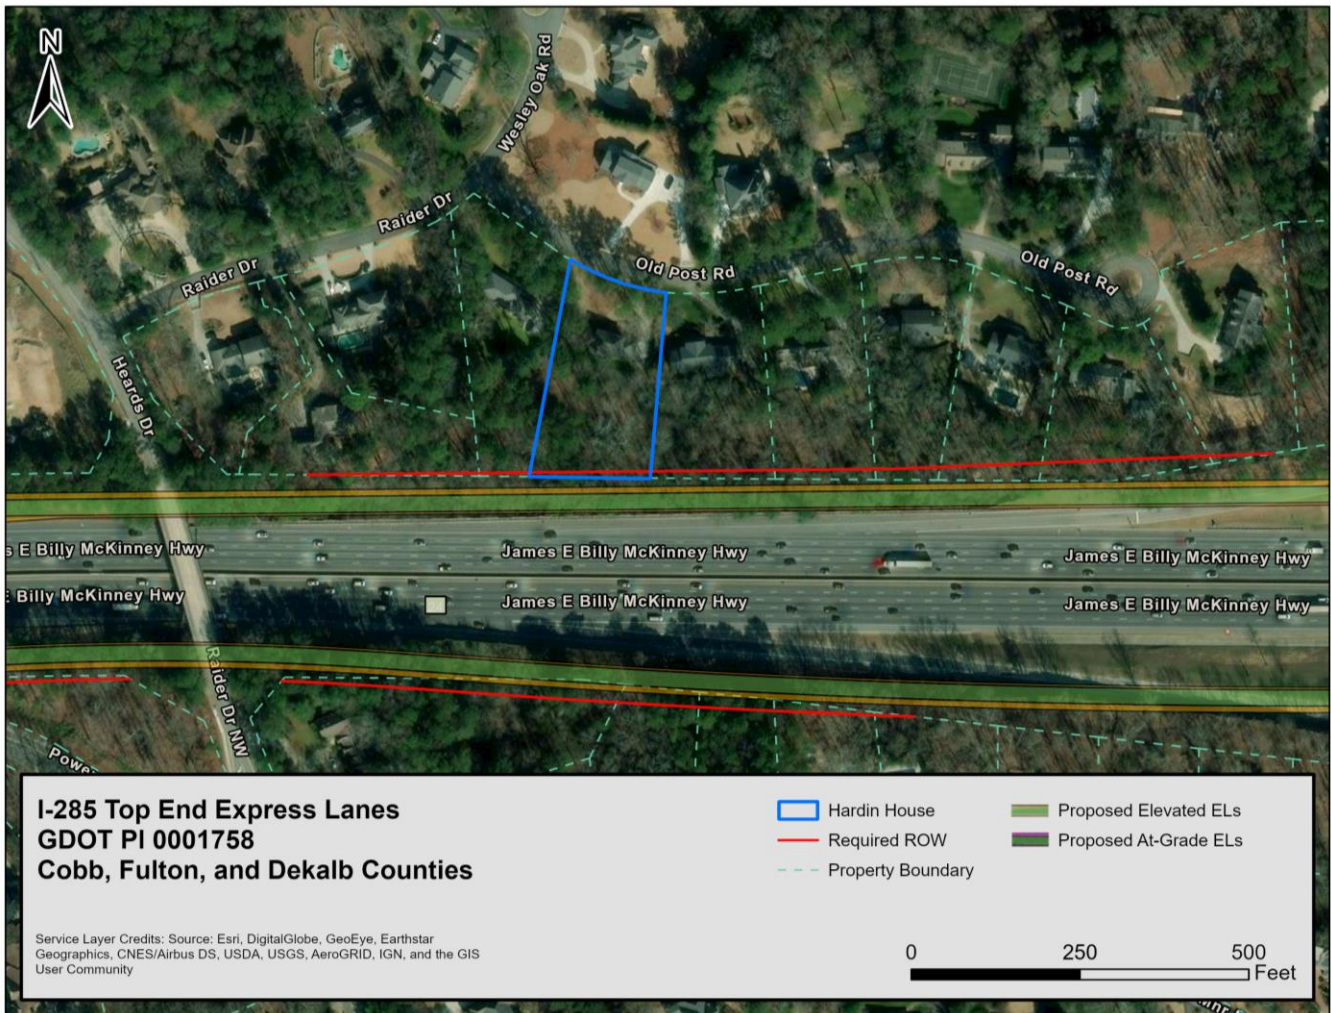 N
Wesley Oak Rd
Raider Dr
Raider Dr
Old Post Rd
Old Post Rd
Heards Dr
s E Billy McKinney Hwy
James E Billy McKinney Hwy
James E Billy McKinney Hwy
E Billy McKinney Hwy
James E Billy McKinney Hwy
James E Billy McKinney Hwy
Raider Dr NW
I-285 Top End Express Lanes
GDOT PI 0001758
Cobb, Fulton, and Dekalb Counties
Hardin House
Required ROW
Property Boundary
Proposed Elevated ELs
Proposed At-Grade ELs
Service Layer Credits: Source: Esri, DigitalGlobe, GeoEye, Earthstar
Geographics, CNES/Airbus DS, USDA, USGS, AeroGRID, IGN, and the GIS
User Community
0 250 500
Feet